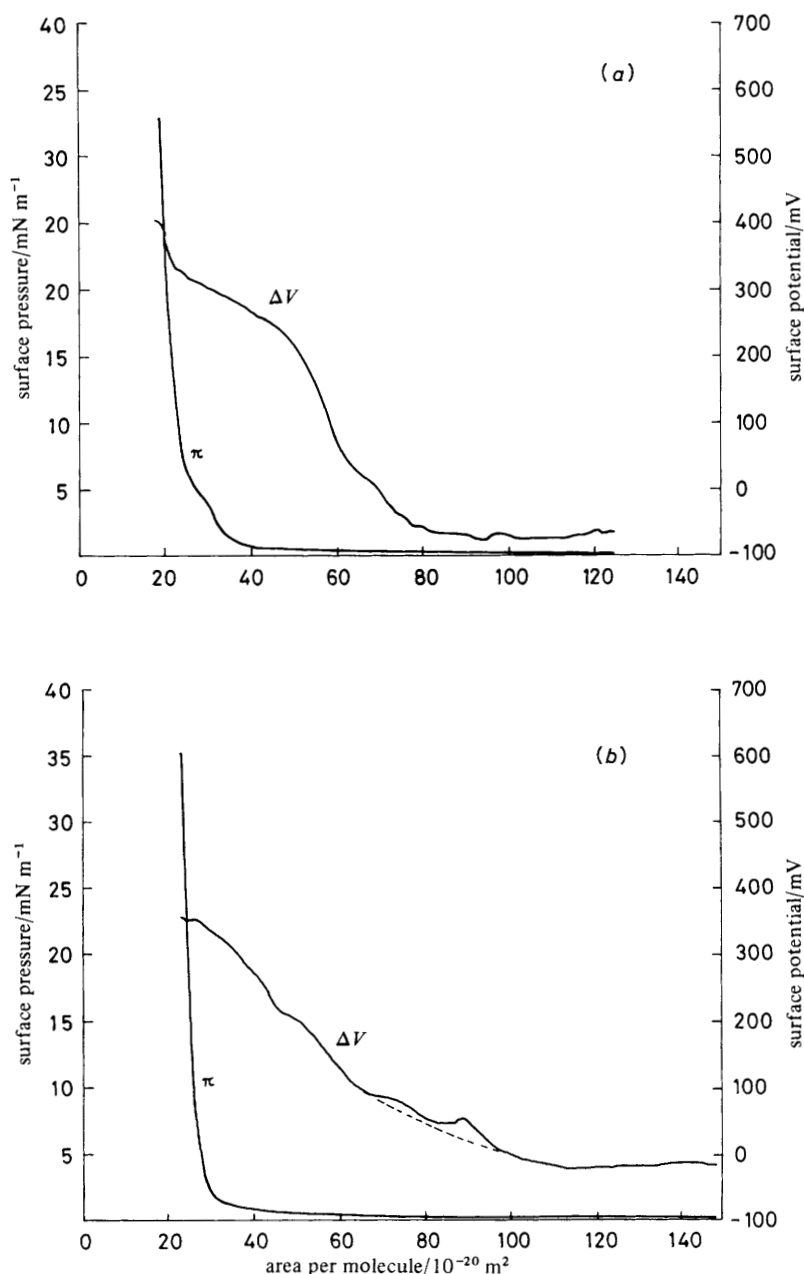 40
25
30
20
20
15
10
5
surface pressure/mN m⁻¹
(a)
ΔV
π
700
600
500
400
300
200
100
0
-100
surface potential/mV
0 20 40 60 80 100 120 140
40
35
30
25
20
15
10
5
surface pressure/mN m⁻¹
(b)
ΔV
π
700
600
500
400
300
200
100
0
-100
surface potential/mV
0 20 40 60 80 100 120 140
area per molecule/10⁻²⁰ m²